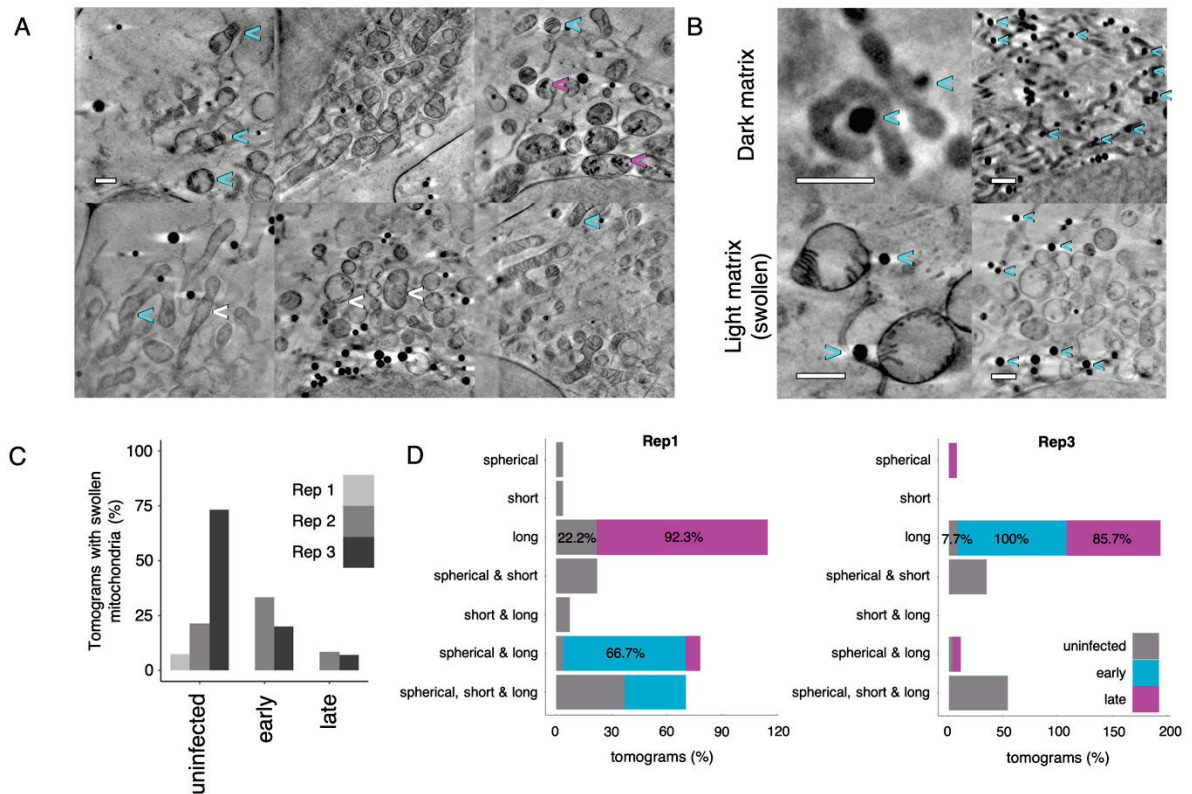 A
B
Dark matrix
Light matrix
(swollen)
C
Tomograms with swollen
mitochondria (%)
100
75
50
25
0
Rep 1
Rep 2
Rep 3
uninfected
early
late
D
Rep1
spherical
short
long
spherical & short
short & long
spherical & long
spherical, short & long
22.2%
92.3%
66.7%
0
30
60
90
120
tomograms (%)
Rep3
spherical
short
long
spherical & short
short & long
spherical & long
spherical, short & long
7.7%
100%
85.7%
uninfected
early
late
0
50
100
150
200
tomograms (%)